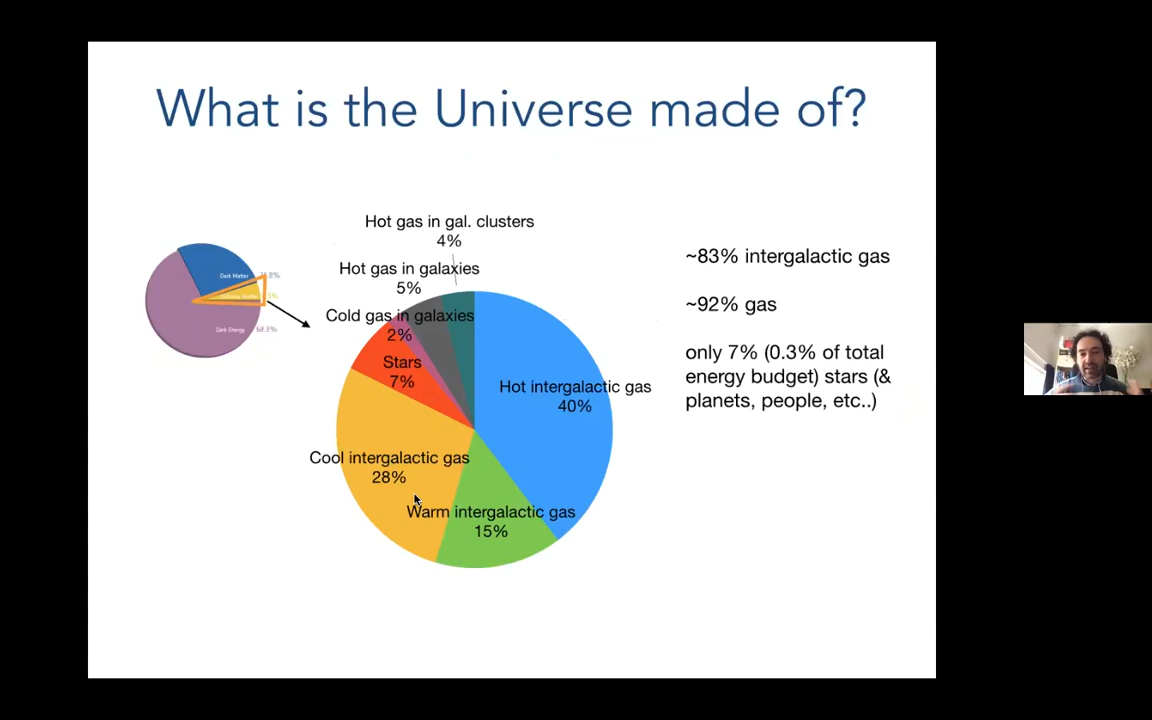 What is the Universe made of?
Hot gas in gal. clusters
4%
Hot gas in galaxies
5%
Cold gas in galaxies
2%
Stars
7%
Hot intergalactic gas
40%
Cool intergalactic gas
28%
Warm intergalactic gas
15%
Dark Matter
Dark Energy
~83% intergalactic gas
~92% gas
only 7% (0.3% of total
energy budget) stars (&
planets, people, etc..)